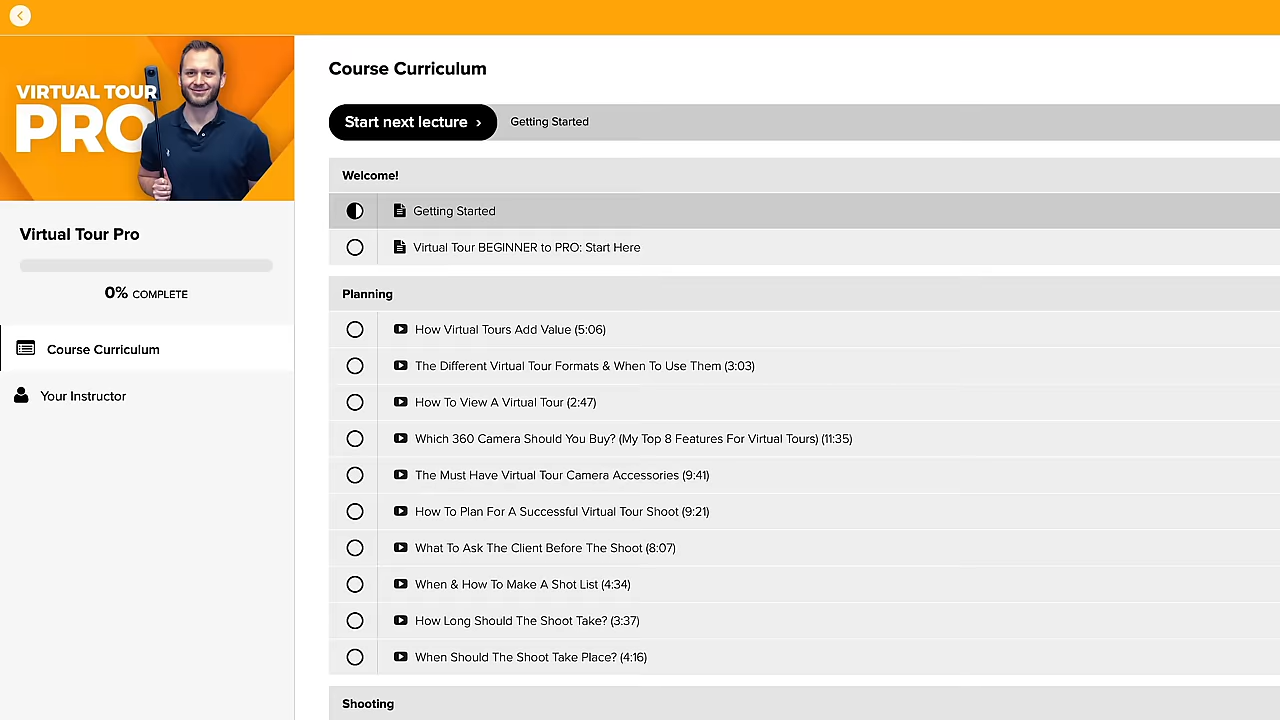 VIRTUAL TOUR
PRO
Virtual Tour Pro
0% COMPLETE
Course Curriculum
Your Instructor
Course Curriculum
Start next lecture ›
Getting Started
Welcome!
Getting Started
Virtual Tour BEGINNER to PRO: Start Here
Planning
How Virtual Tours Add Value (5:06)
The Different Virtual Tour Formats & When To Use Them (3:03)
How To View A Virtual Tour (2:47)
Which 360 Camera Should You Buy? (My Top 8 Features For Virtual Tours) (11:35)
The Must Have Virtual Tour Camera Accessories (9:41)
How To Plan For A Successful Virtual Tour Shoot (9:21)
What To Ask The Client Before The Shoot (8:07)
When & How To Make A Shot List (4:34)
How Long Should The Shoot Take? (3:37)
When Should The Shoot Take Place? (4:16)
Shooting